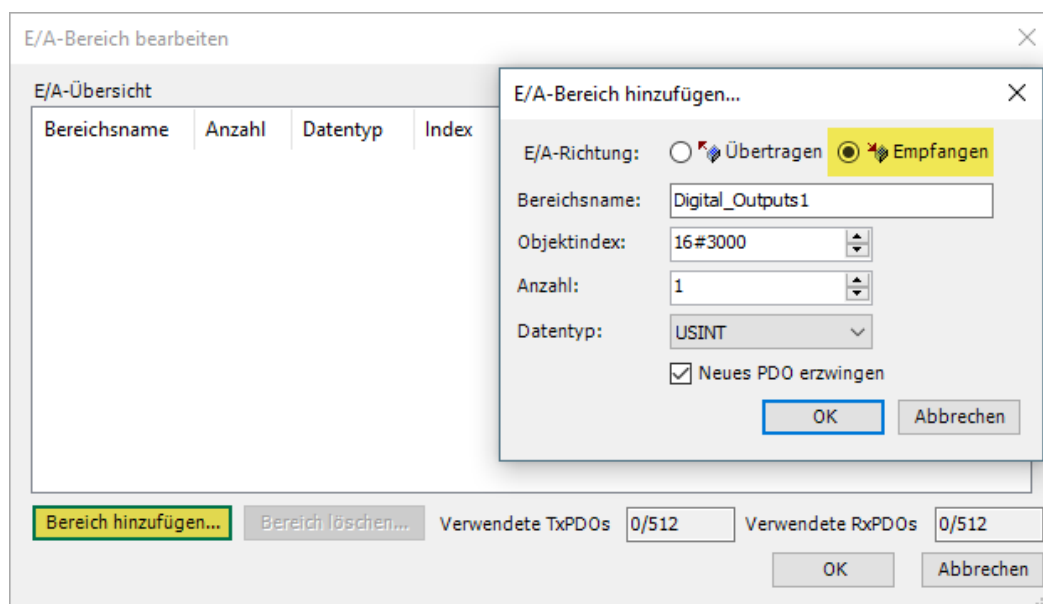 E/A-Bereich bearbeiten
E/A-Übersicht
Bereichsname Anzahl Datentyp Index
E/A-Bereich hinzufügen...
E/A-Richtung: Übertragen Empfangen
Bereichsname: Digital_Outputs1
Objektindex: 16#3000
Anzahl: 1
Datentyp: USINT
Neues PDO erzwingen
OK Abbrechen
Bereich hinzufügen... Bereich löschen... Verwendete TxPDOs 0/512 Verwendete RxPDOs 0/512
OK Abbrechen